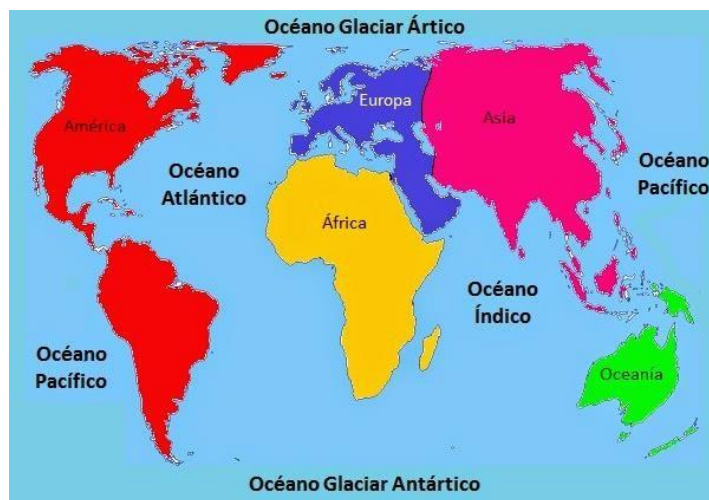 Océano Glaciar Ártico
América
Europa
Asia
Océano
Atlántico
Océano
Pacífico
África
Océano
Índico
Océano
Pacífico
Oceanía
Océano Glaciar Antártico